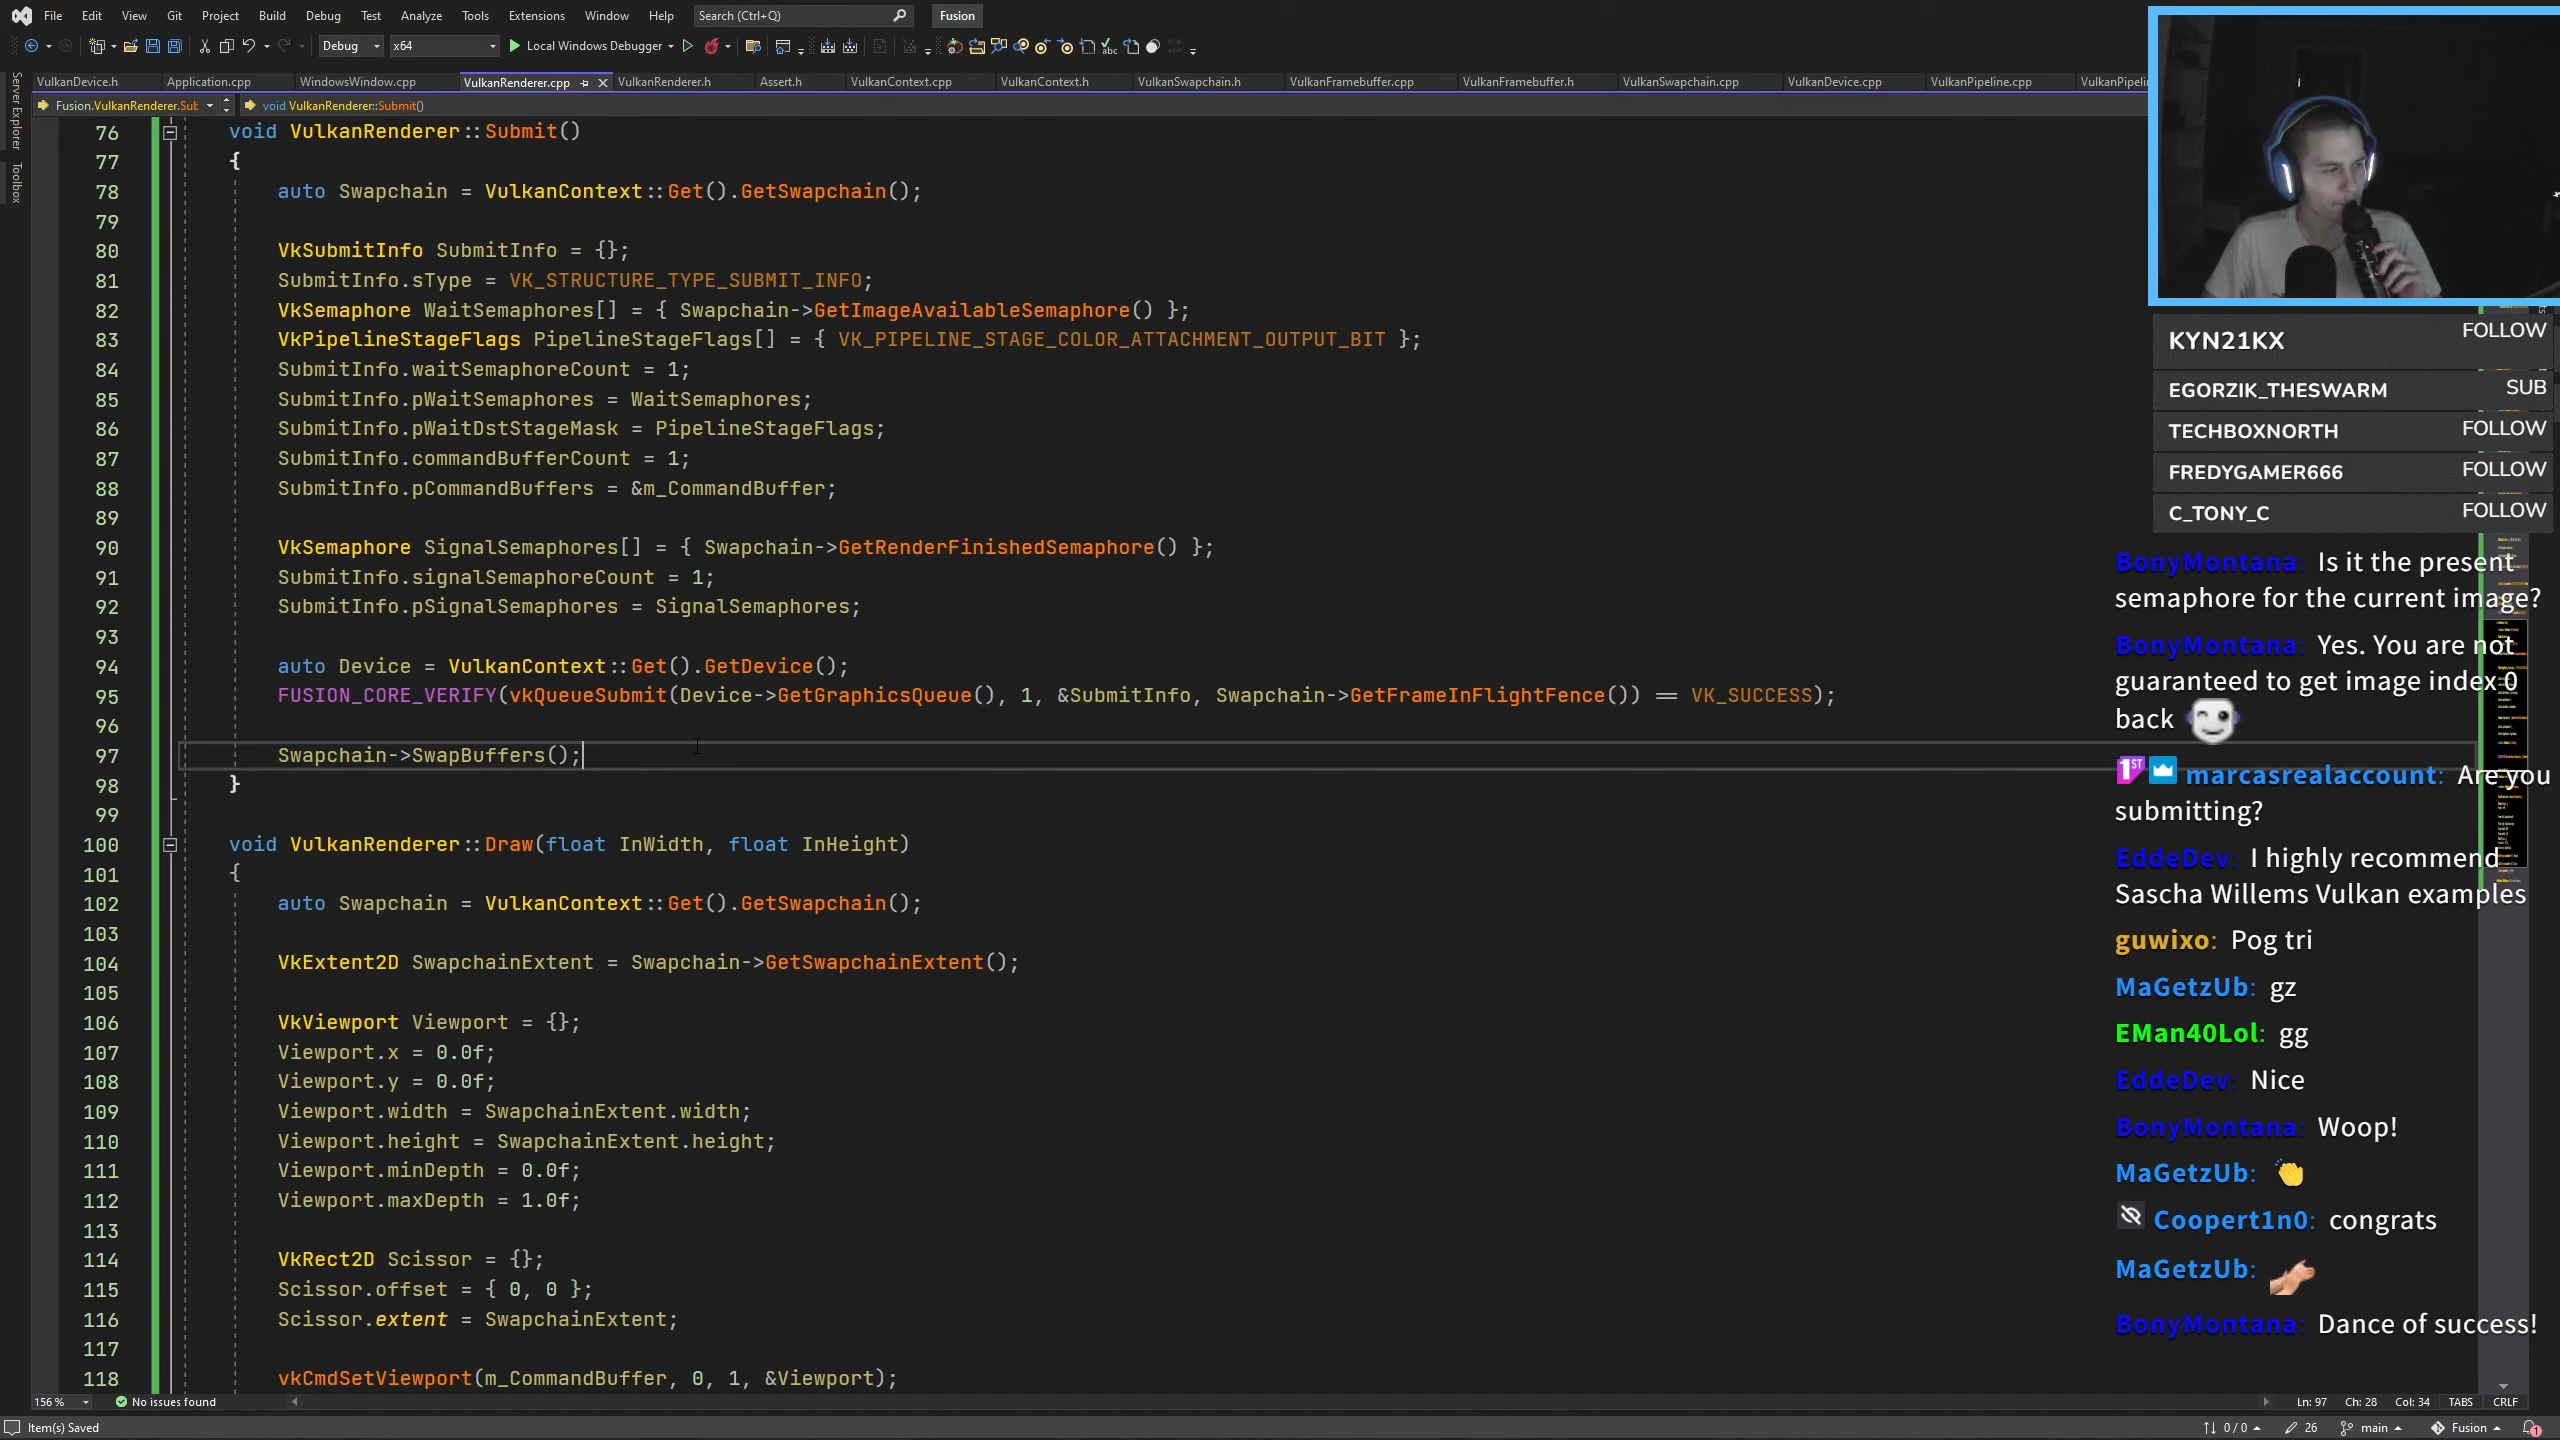 File Edit View Git Project Build Debug Test Analyze Tools Extensions Window Help Search (Ctrl+Q) Fusion
Debug x64 Local Windows Debugger
VulkanDevice.h Application.cpp WindowsWindow.cpp VulkanRenderer.cpp VulkanRenderer.h Assert.h VulkanContext.cpp VulkanContext.h VulkanSwapchain.h VulkanFramebuffer.cpp VulkanFramebuffer.h VulkanSwapchain.cpp VulkanDevice.cpp VulkanPipeline.cpp VulkanPipelin
Fusion.VulkanRenderer.Sut void VulkanRenderer::Submit()
Server Explorer
Toolbox
76 void VulkanRenderer::Submit()
77 {
78 auto Swapchain = VulkanContext::Get().GetSwapchain();
79
80 VkSubmitInfo SubmitInfo = {};
81 SubmitInfo.sType = VK_STRUCTURE_TYPE_SUBMIT_INFO;
82 VkSemaphore WaitSemaphores[] = { Swapchain->GetImageAvailableSemaphore() };
83 VkPipelineStageFlags PipelineStageFlags[] = { VK_PIPELINE_STAGE_COLOR_ATTACHMENT_OUTPUT_BIT };
84 SubmitInfo.waitSemaphoreCount = 1;
85 SubmitInfo.pWaitSemaphores = WaitSemaphores;
86 SubmitInfo.pWaitDstStageMask = PipelineStageFlags;
87 SubmitInfo.commandBufferCount = 1;
88 SubmitInfo.pCommandBuffers = &m_CommandBuffer;
89
90 VkSemaphore SignalSemaphores[] = { Swapchain->GetRenderFinishedSemaphore() };
91 SubmitInfo.signalSemaphoreCount = 1;
92 SubmitInfo.pSignalSemaphores = SignalSemaphores;
93
94 auto Device = VulkanContext::Get().GetDevice();
95 FUSION_CORE_VERIFY(vkQueueSubmit(Device->GetGraphicsQueue(), 1, &SubmitInfo, Swapchain->GetFrameInFlightFence()) == VK_SUCCESS);
96
97 Swapchain->SwapBuffers();
98 }
99
100 void VulkanRenderer::Draw(float InWidth, float InHeight)
101 {
102 auto Swapchain = VulkanContext::Get().GetSwapchain();
103
104 VkExtent2D SwapchainExtent = Swapchain->GetSwapchainExtent();
105
106 VkViewport Viewport = {};
107 Viewport.x = 0.0f;
108 Viewport.y = 0.0f;
109 Viewport.width = SwapchainExtent.width;
110 Viewport.height = SwapchainExtent.height;
111 Viewport.minDepth = 0.0f;
112 Viewport.maxDepth = 1.0f;
113
114 VkRect2D Scissor = {};
115 Scissor.offset = { 0, 0 };
116 Scissor.extent = SwapchainExtent;
117
118 vkCmdSetViewport(m_CommandBuffer, 0, 1, &Viewport);
KYN21KX FOLLOW
EGORZIK_THESWARM SUB
TECHBOXNORTH FOLLOW
FREDYGAMER666 FOLLOW
C_TONY_C FOLLOW
BonyMontana: Is it the present
semaphore for the current image?
BonyMontana: Yes. You are not
guaranteed to get image index 0
back
1ST marcasrealaccount: Are you
submitting?
EddeDev: I highly recommend
Sascha Willems Vulkan examples
guwixo: Pog tri
MaGetzUb: gz
EMan40Lol: gg
EddeDev: Nice
BonyMontana: Woop!
MaGetzUb:
Coopert1n0: congrats
MaGetzUb:
BonyMontana: Dance of success!
156 % No issues found Ln: 97 Ch: 28 Col: 34 TABS CRLF
Item(s) Saved 0 / 0 26 main Fusion 1